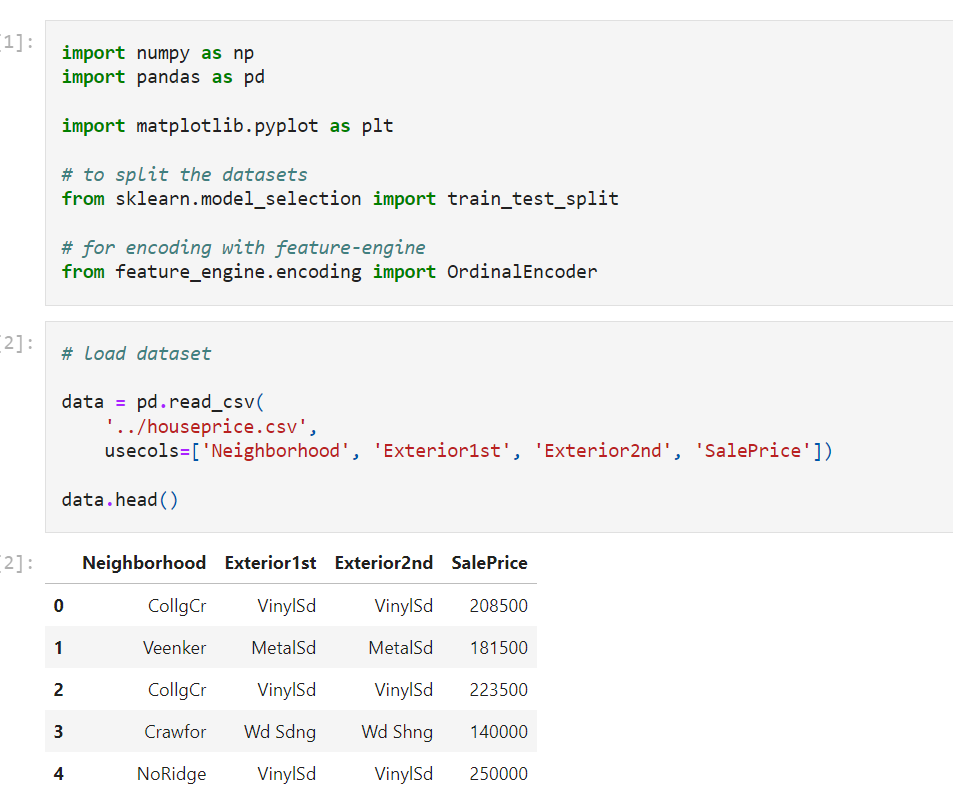 [1]:
import numpy as np
import pandas as pd
import matplotlib.pyplot as plt
# to split the datasets
from sklearn.model_selection import train_test_split
# for encoding with feature-engine
from feature_engine.encoding import OrdinalEncoder
[2]:
# load dataset
data = pd.read_csv(
'../houseprice.csv',
usecols=['Neighborhood', 'Exterior1st', 'Exterior2nd', 'SalePrice'])
data.head()
[2]:
Neighborhood Exterior1st Exterior2nd SalePrice
0 CollgCr VinylSd VinylSd 208500
1 Veenker MetalSd MetalSd 181500
2 CollgCr VinylSd VinylSd 223500
3 Crawfor Wd Sdng Wd Shng 140000
4 NoRidge VinylSd VinylSd 250000